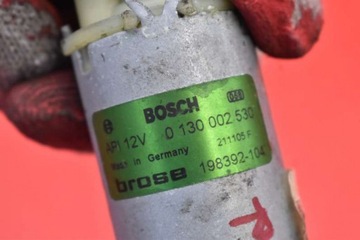 BOSCH
API 12V 0 130 002 530
Made in Germany 211105 F
brose 198392-104